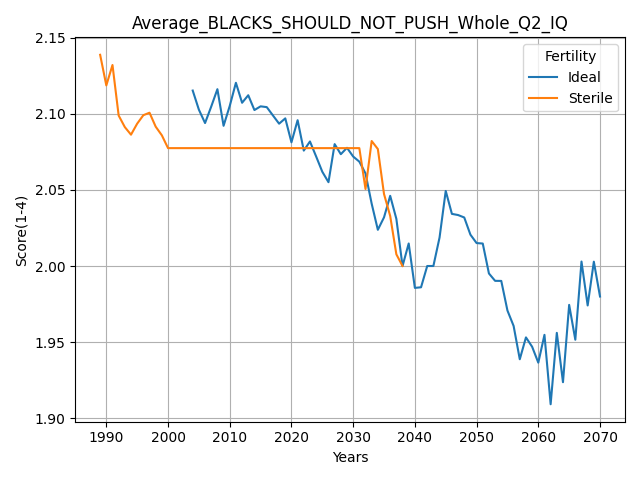 Average_BLACKS_SHOULD_NOT_PUSH_Whole_Q2_IQ
2.15
2.10
2.05
2.00
1.95
1.90
Score(1-4)
Fertility
Ideal
Sterile
1990 2000 2010 2020 2030 2040 2050 2060 2070
Years